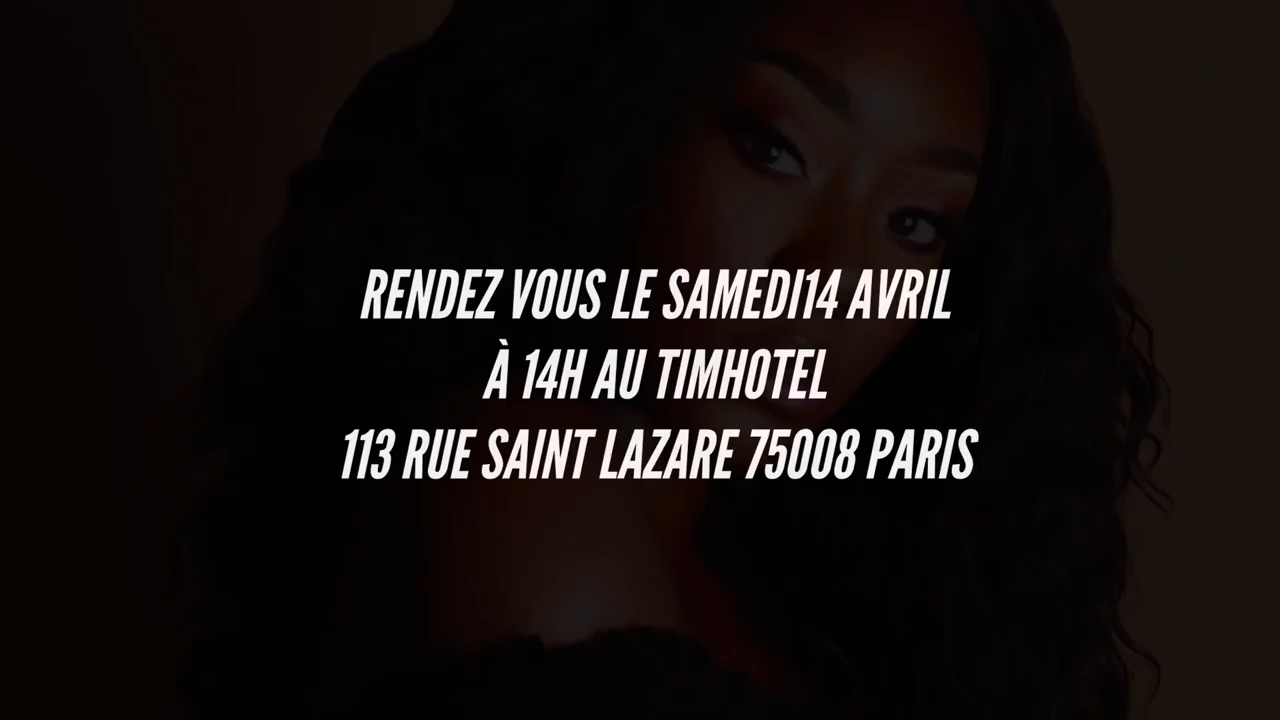 RENDEZ VOUS LE SAMEDI14 AVRIL
À 14H AU TIMHOTEL
113 RUE SAINT LAZARE 75008 PARIS